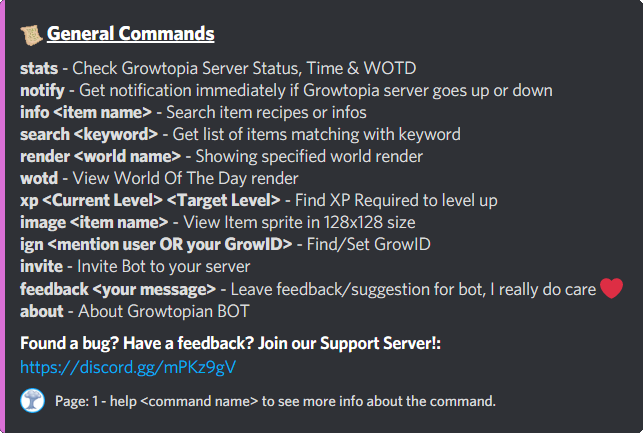 General Commands
stats - Check Growtopia Server Status, Time & WOTD
notify - Get notification immediately if Growtopia server goes up or down
info <item name> - Search item recipes or infos
search <keyword> - Get list of items matching with keyword
render <world name> - Showing specified world render
wotd - View World Of The Day render
xp <Current Level> <Target Level> - Find XP Required to level up
image <item name> - View Item sprite in 128x128 size
ign <mention user OR your GrowID> - Find/Set GrowID
invite - Invite Bot to your server
feedback <your message> - Leave feedback/suggestion for bot, I really do care ❤️
about - About Growtopian BOT
Found a bug? Have a feedback? Join our Support Server!:
https://discord.gg/mPKz9gV
Page: 1 - help <command name> to see more info about the command.